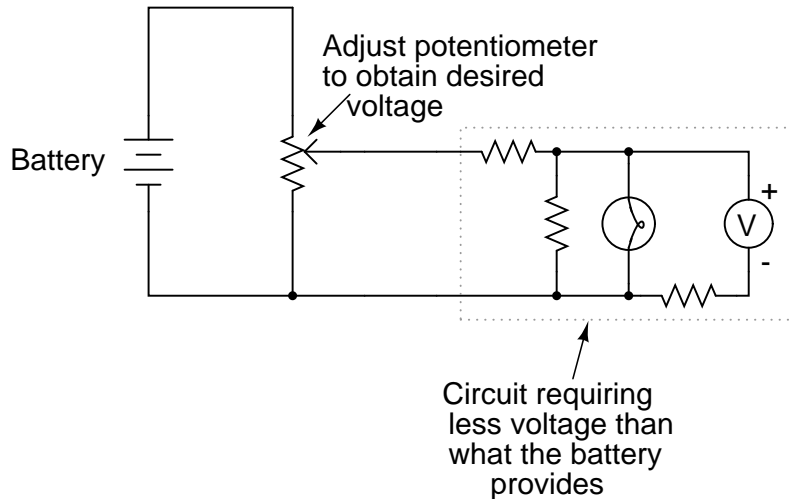 Adjust potentiometer
to obtain desired
voltage
Battery
+
V
-
Circuit requiring
less voltage than
what the battery
provides